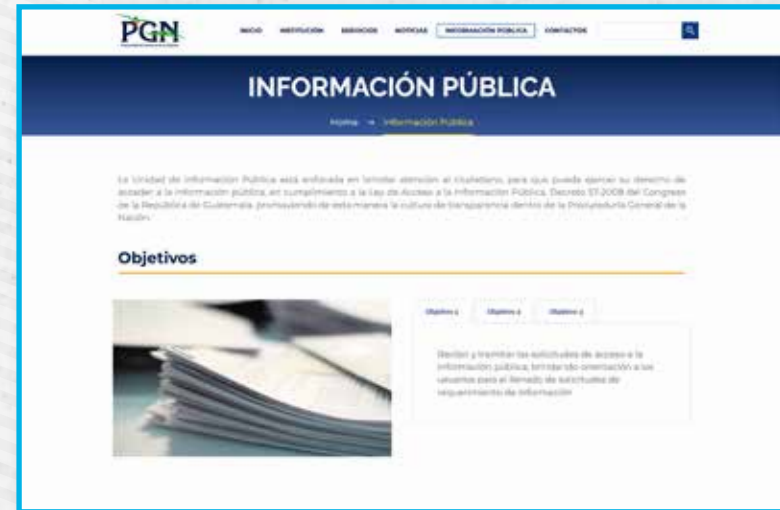 PGN
INICIO INSTITUCIÓN SERVICIOS NOTICIAS INFORMACIÓN PÚBLICA CONTACTOS
INFORMACIÓN PÚBLICA
Home → Información Pública
La Unidad de Información Pública está enfocada en brindar atención al ciudadano, para que pueda ejercer su derecho de
acceder a la información pública, en cumplimiento a la Ley de Acceso a la Información Pública, Decreto 57-2008 del Congreso
de la República de Guatemala, promoviendo de esta manera la cultura de transparencia dentro de la Procuraduría General de la
Nación.
Objetivos
Objetivo 1 Objetivo 2 Objetivo 3
Recibir y tramitar las solicitudes de acceso a la
información pública, brindando orientación a los
usuarios para el llenado de solicitudes de
requerimiento de información